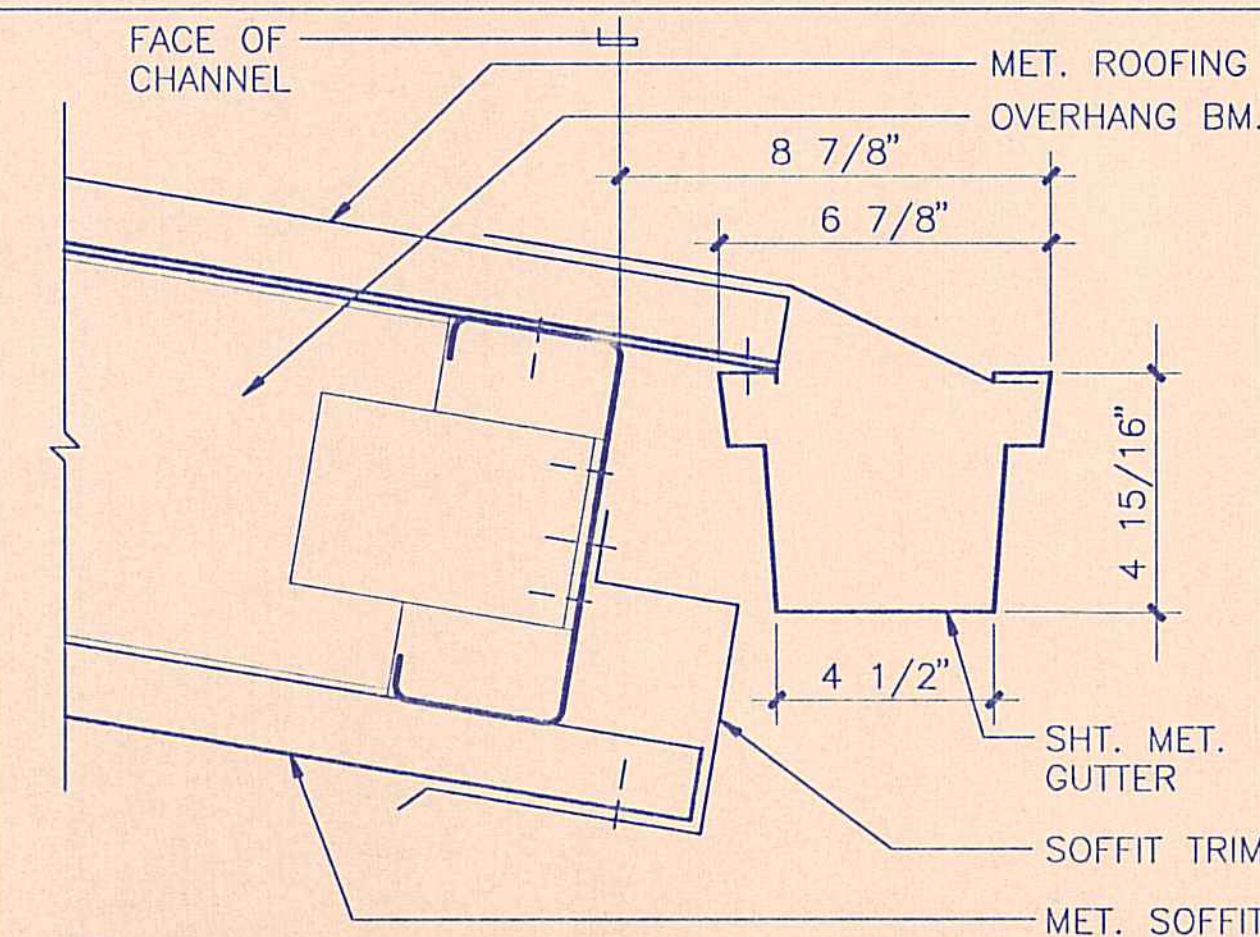 FACE OF
CHANNEL
MET. ROOFING
OVERHANG BM.
8 7/8"
6 7/8"
4 15/16"
4 1/2"
SHT. MET.
GUTTER
SOFFIT TRIM
MET. SOFFIT